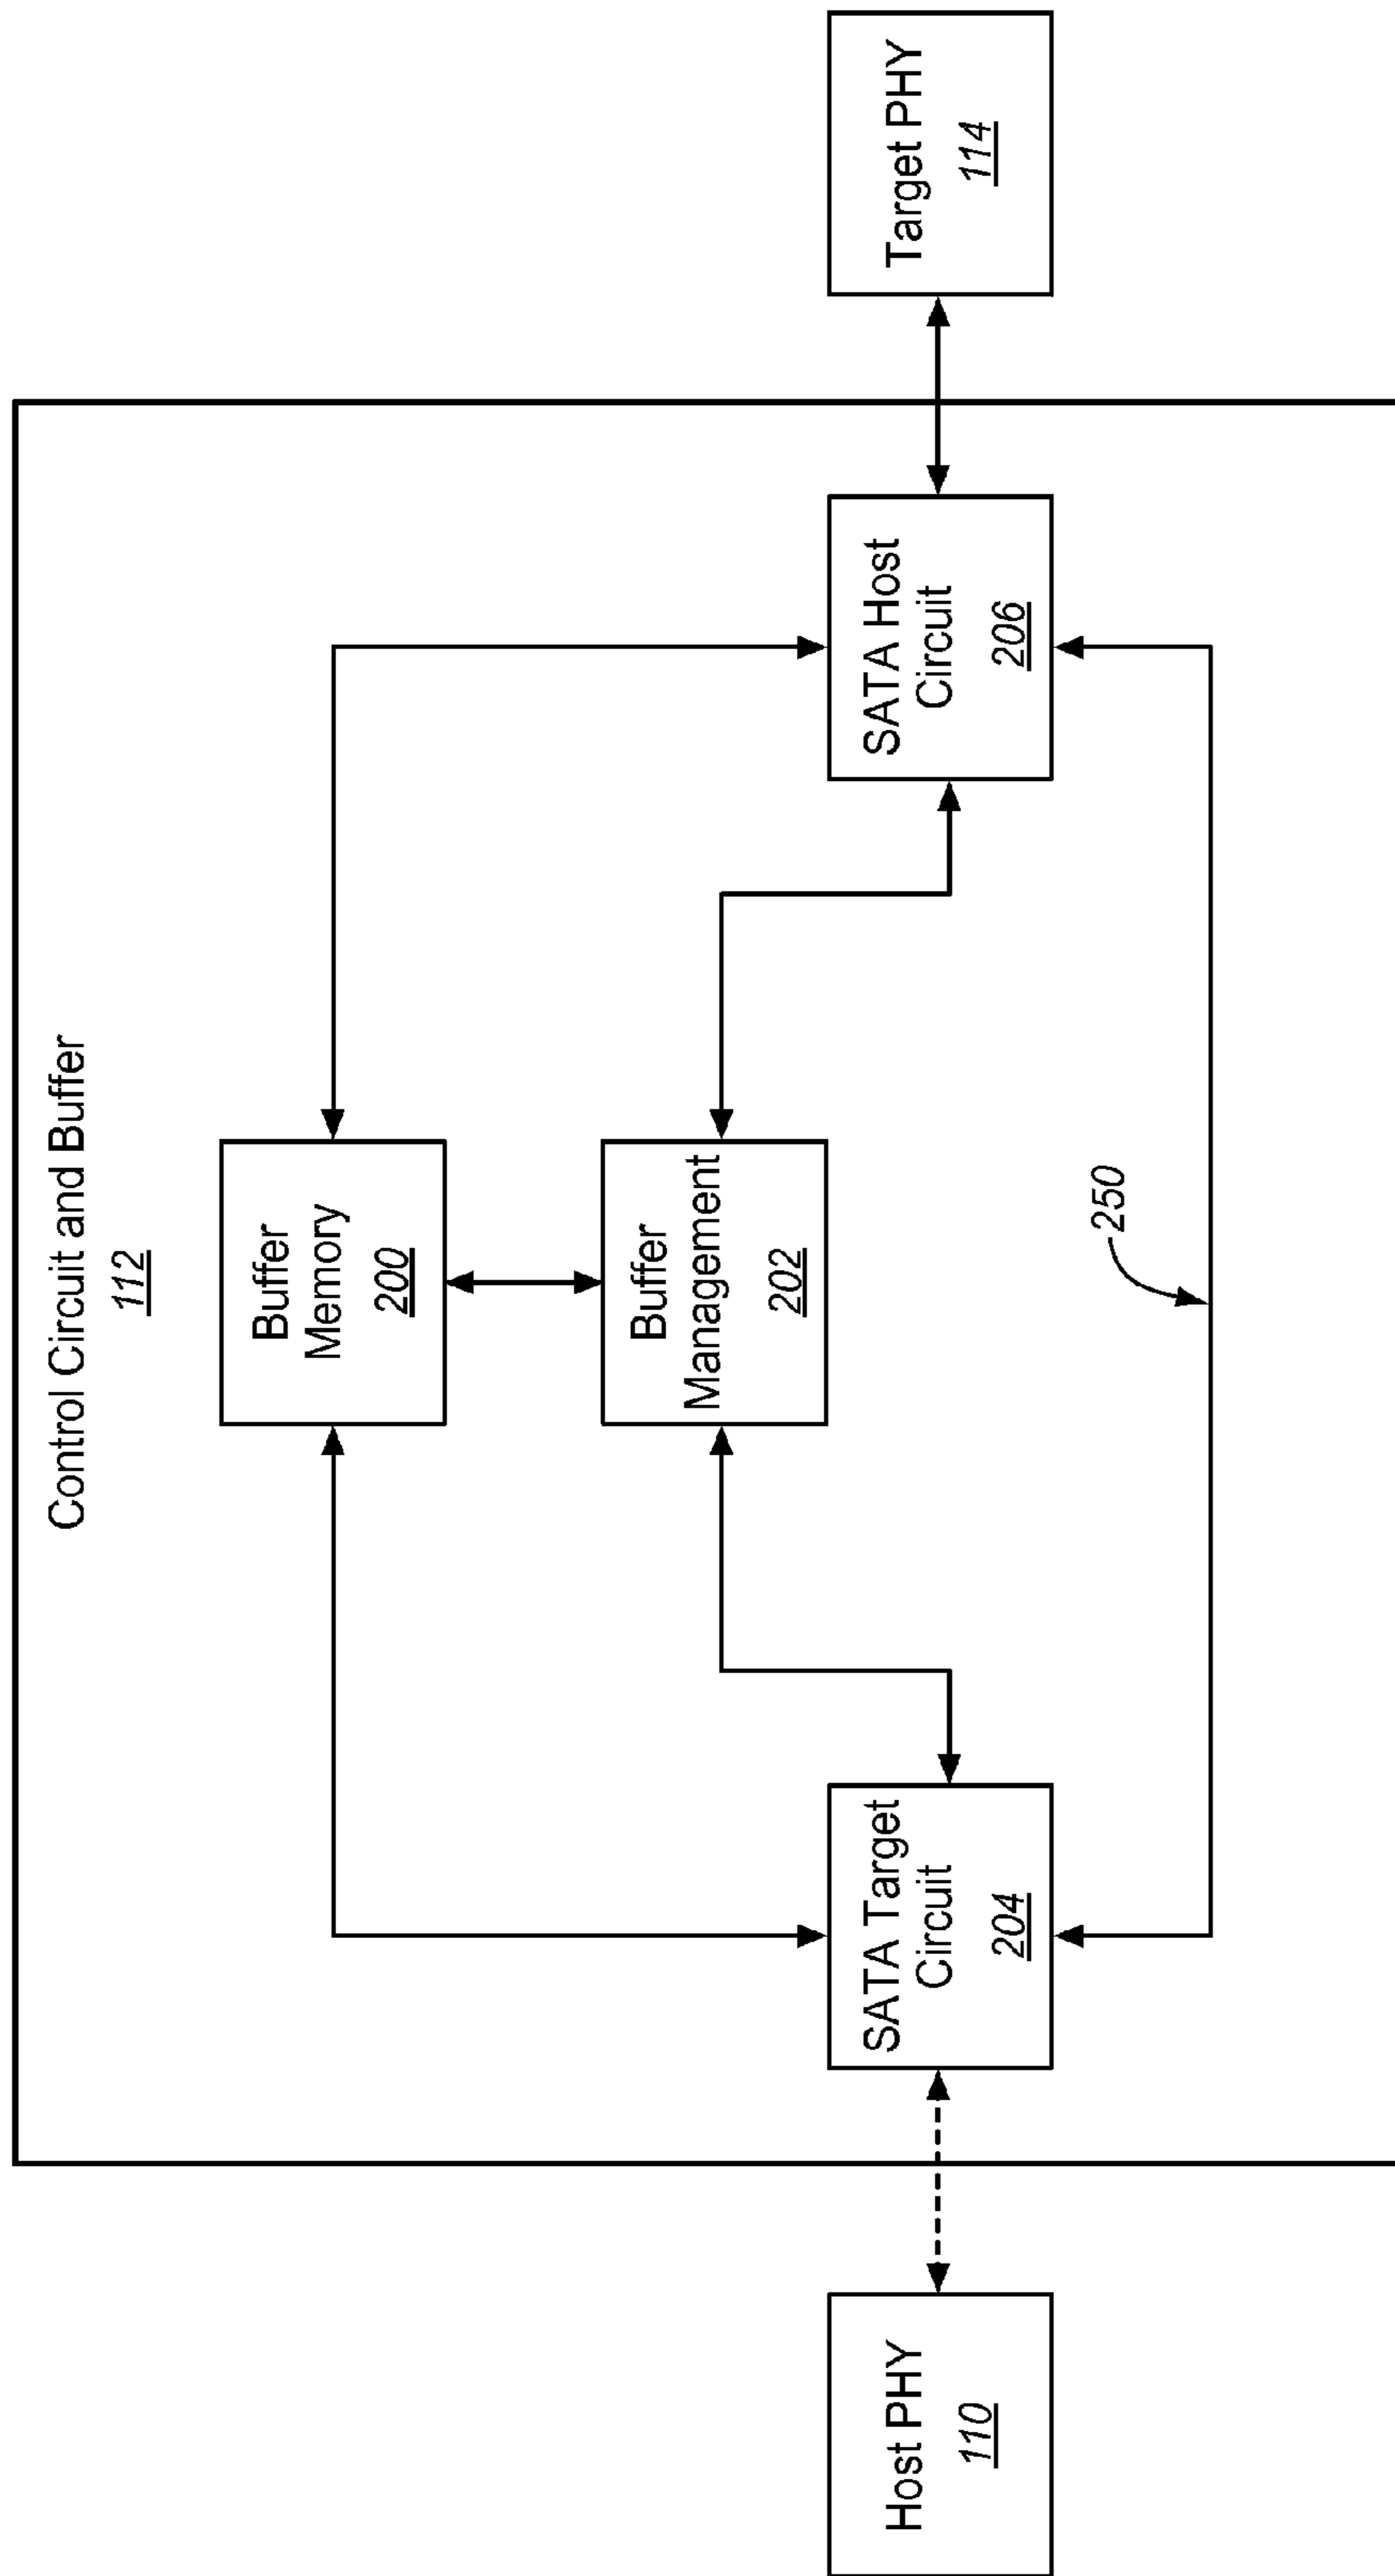 Control Circuit and Buffer
112
Buffer
Memory
200
Buffer
Management
202
Host PHY
110
SATA Target
Circuit
204
SATA Host
Circuit
206
Target PHY
114
250